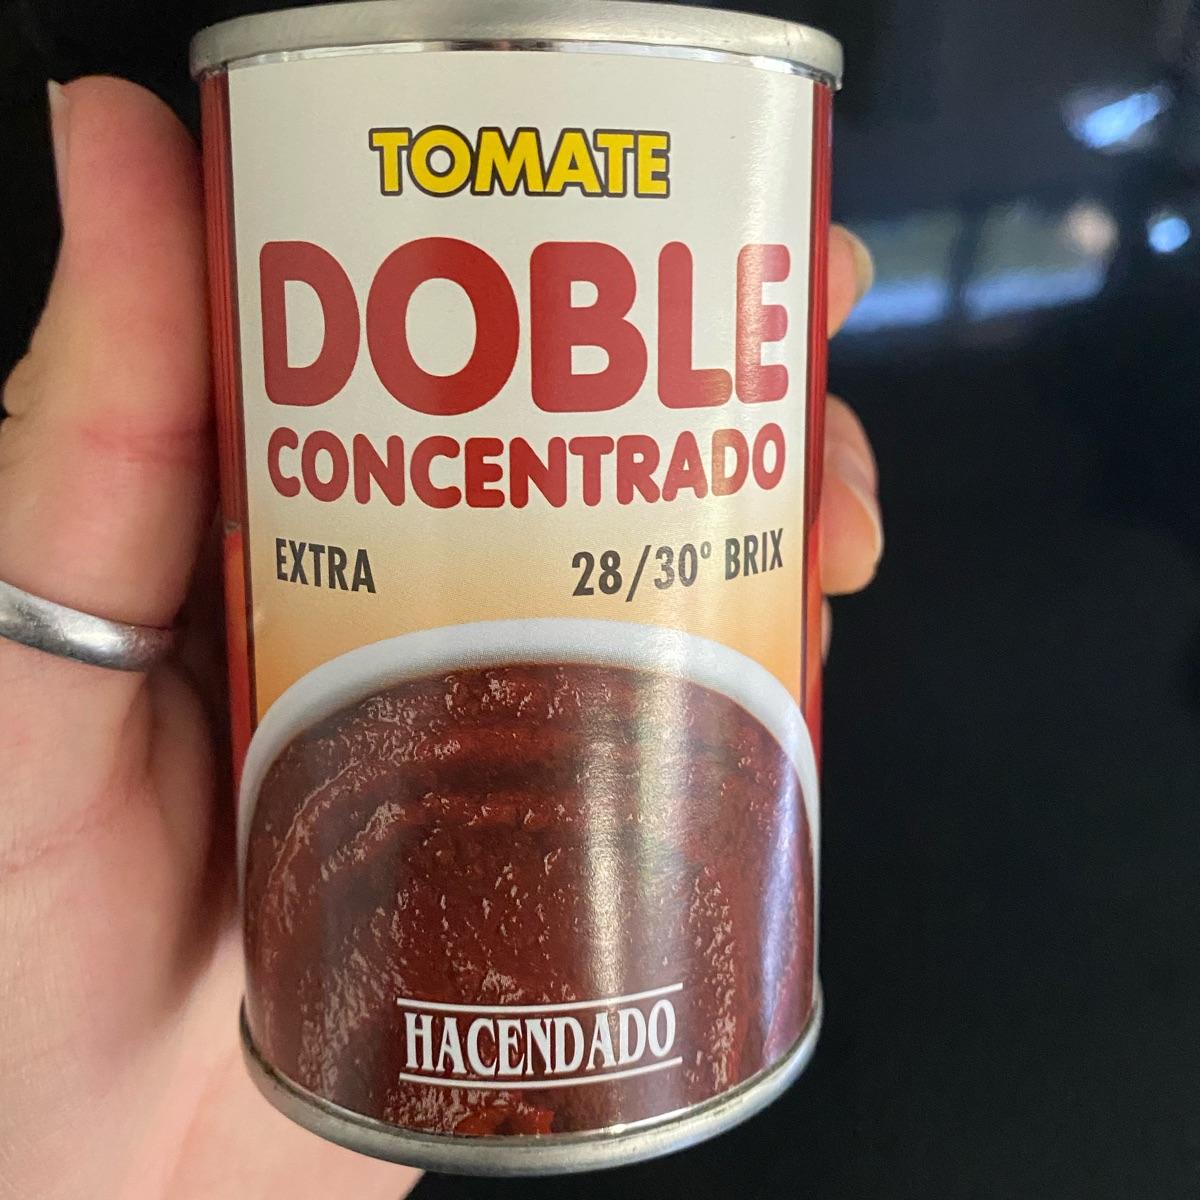 TOMATE
DOBLE
CONCENTRADO
EXTRA 28/30° BRIX
HACENDADO